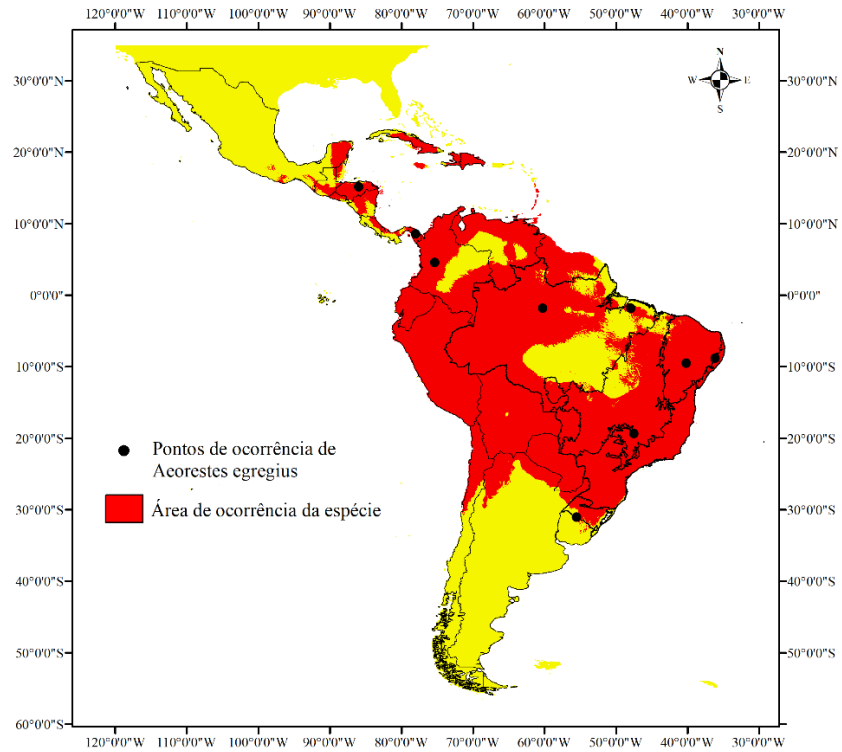 120°0'0"W 110°0'0"W 100°0'0"W 90°0'0"W 80°0'0"W 70°0'0"W 60°0'0"W 50°0'0"W 40°0'0"W 30°0'0"W
N
W E
S
30°0'0"N 30°0'0"N
20°0'0"N 20°0'0"N
10°0'0"N 10°0'0"N
0°0'0" 0°0'0"
10°0'0"S 10°0'0"S
20°0'0"S 20°0'0"S
30°0'0"S 30°0'0"S
40°0'0"S 40°0'0"S
50°0'0"S 50°0'0"S
60°0'0"S
Pontos de ocorrência de
Aeorestes egregius
Área de ocorrência da espécie
120°0'0"W 110°0'0"W 100°0'0"W 90°0'0"W 80°0'0"W 70°0'0"W 60°0'0"W 50°0'0"W 40°0'0"W 30°0'0"W